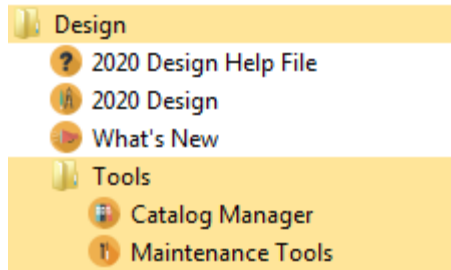 Design
2020 Design Help File
2020 Design
What's New
Tools
Catalog Manager
Maintenance Tools